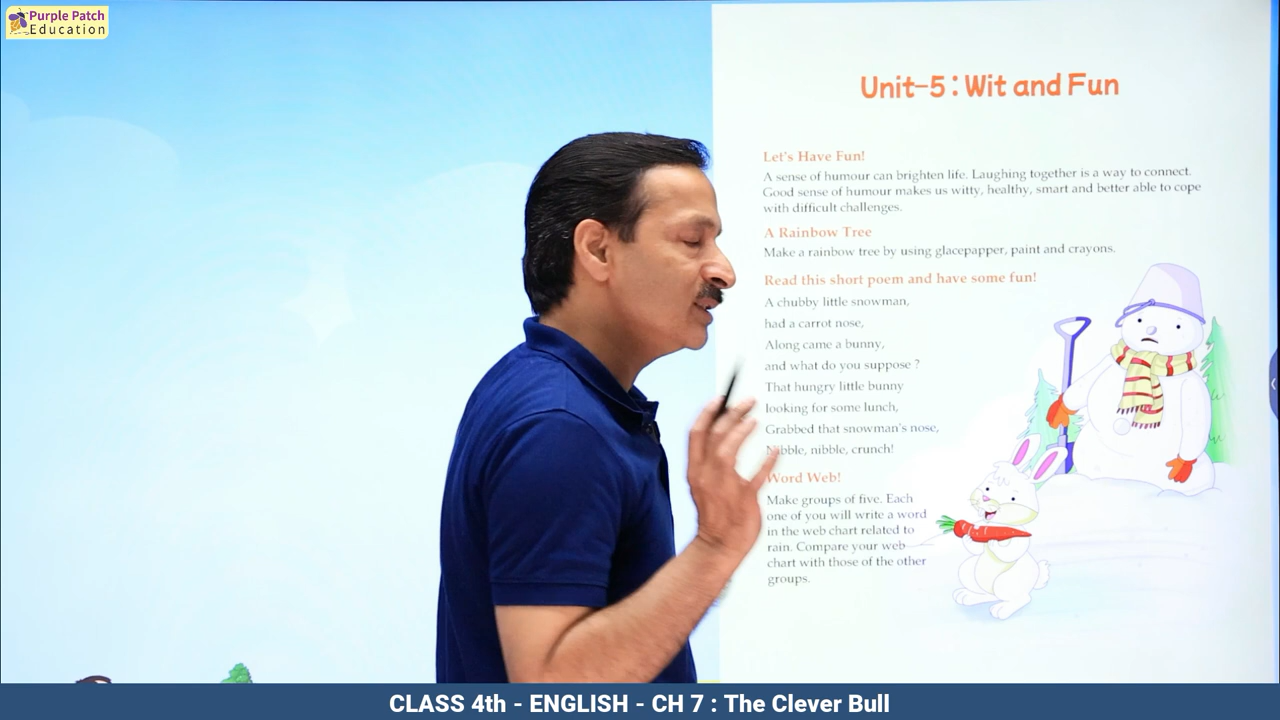 Purple Patch
Education
Unit-5 : Wit and Fun
Let's Have Fun!
A sense of humour can brighten life. Laughing together is a way to connect.
Good sense of humour makes us witty, healthy, smart and better able to cope
with difficult challenges.
A Rainbow Tree
Make a rainbow tree by using glacepapper, paint and crayons.
Read this short poem and have some fun!
A chubby little snowman,
had a carrot nose,
Along came a bunny,
and what do you suppose ?
That hungry little bunny
looking for some lunch,
Grabbed that snowman's nose,
Nibble, nibble, crunch!
Word Web!
Make groups of five. Each
one of you will write a word
in the web chart related to
rain. Compare your web
chart with those of the other
groups.
CLASS 4th - ENGLISH - CH 7 : The Clever Bull